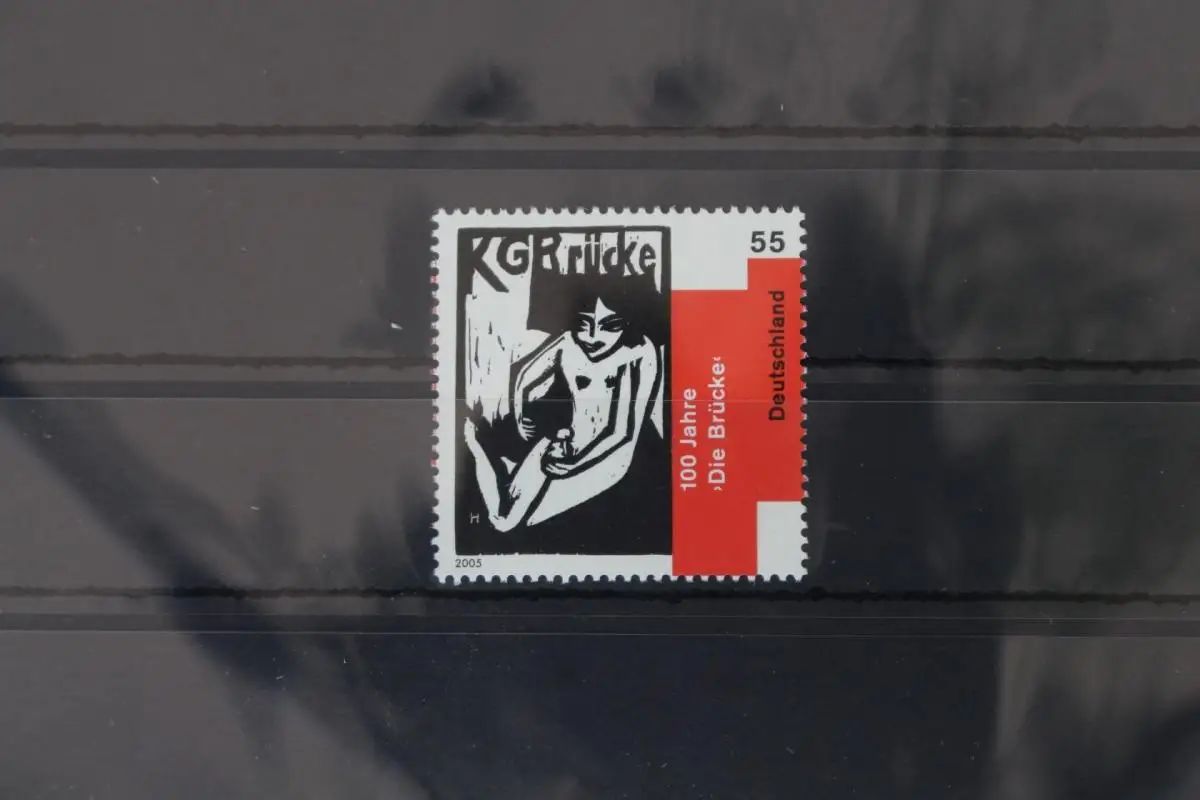 KGBrücke
55
Deutschland
100 Jahre
›Die Brücke‹
H
2005